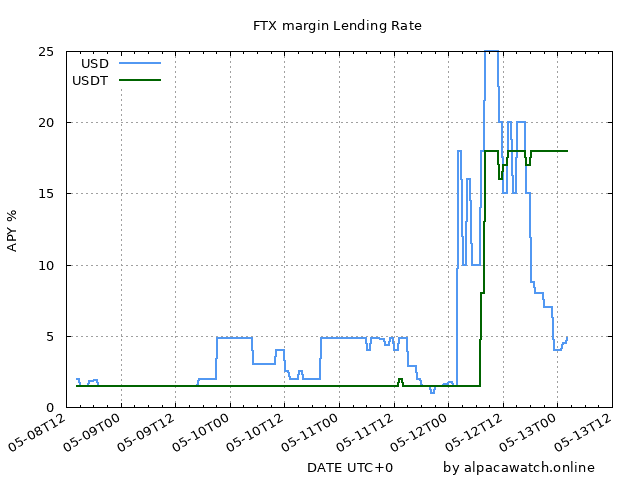 FTX margin Lending Rate
USD
USDT
25
20
15
10
5
0
APY %
05-08T12
05-09T00
05-09T12
05-10T00
05-10T12
05-11T00
05-11T12
05-12T00
05-12T12
05-13T00
05-13T12
DATE UTC+0
by alpacawatch.online